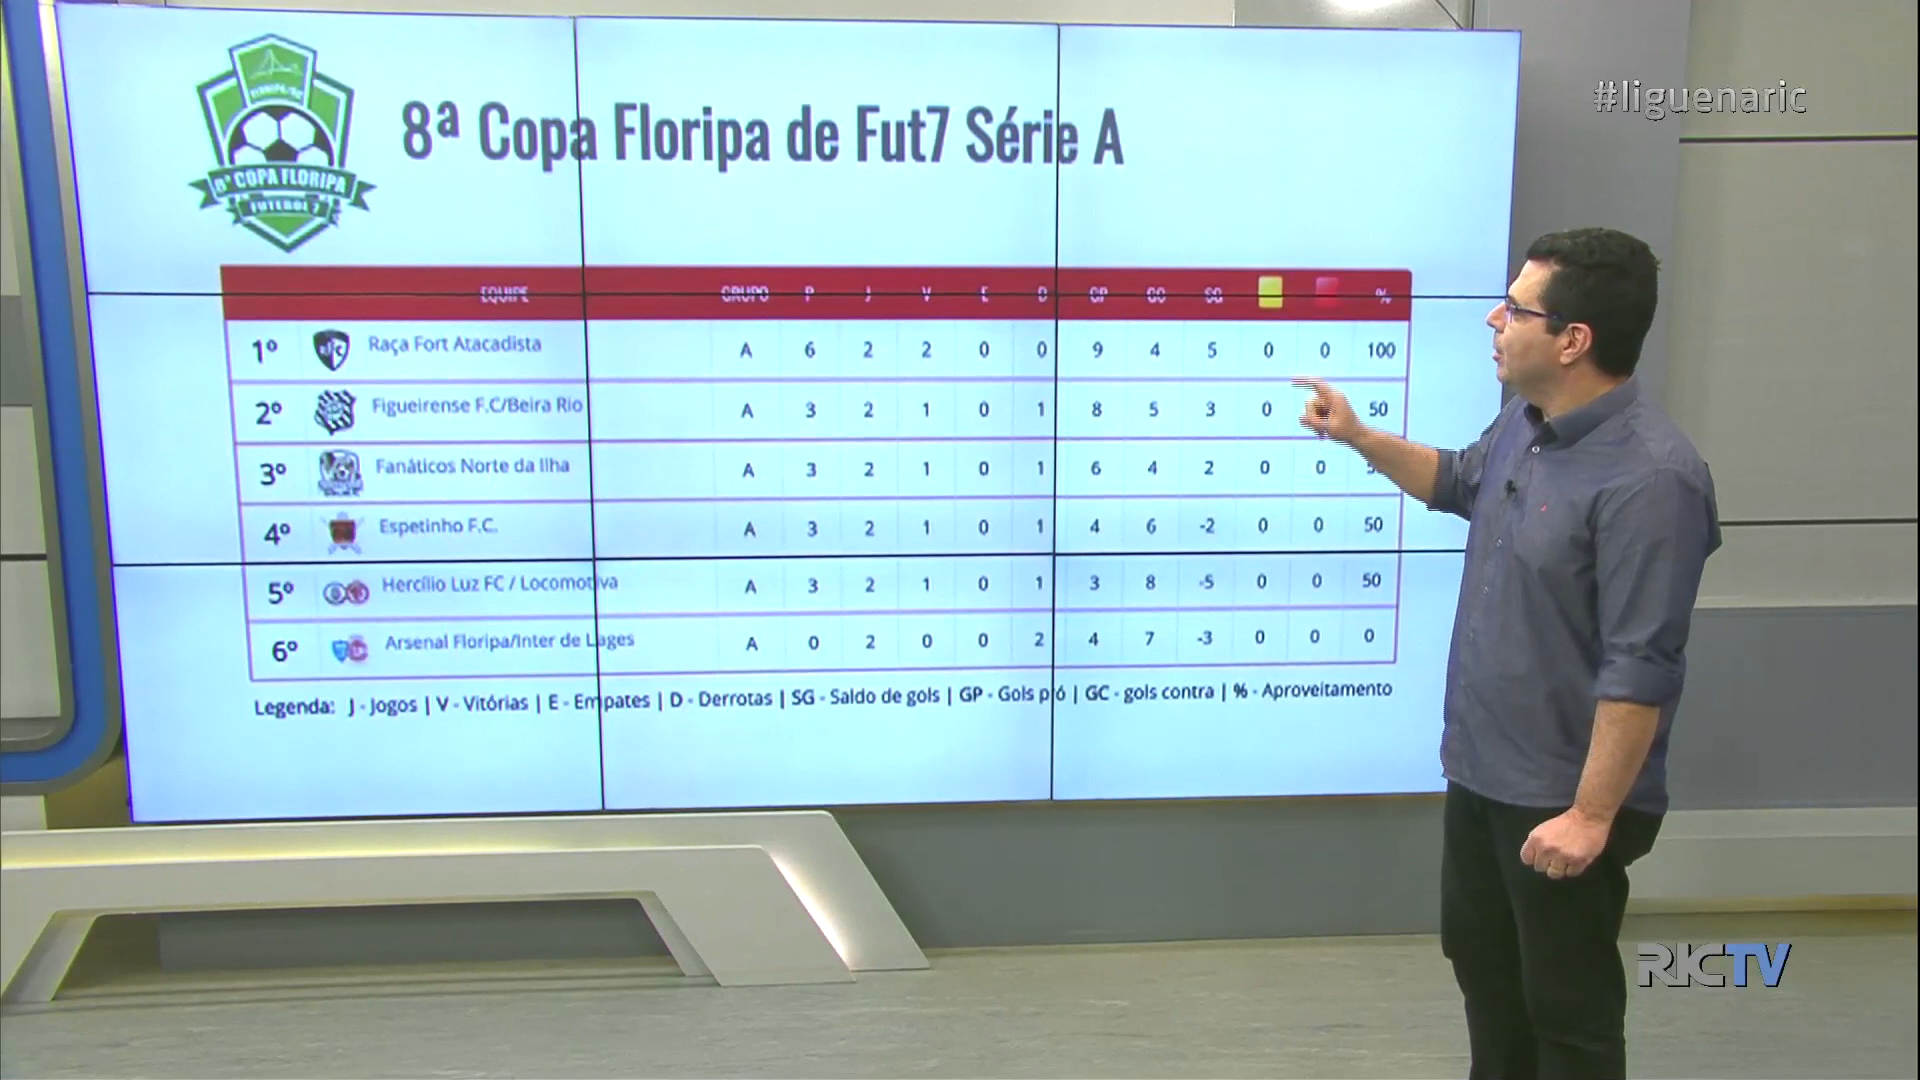 #liguenaric
8ª Copa Floripa de Fut7 Série A
FLORIPA/SC
8ª COPA FLORIPA
FUTEBOL 7
EQUIPE GRUPO P J V E D GP GC SG %
1º Raça Fort Atacadista A 6 2 2 0 0 9 4 5 0 0 100
2º Figueirense F.C/Beira Rio A 3 2 1 0 1 8 5 3 0 50
3º Fanáticos Norte da Ilha A 3 2 1 0 1 6 4 2 0 0
4º Espetinho F.C. A 3 2 1 0 1 4 6 -2 0 0 50
5º Hercílio Luz FC / Locomotiva A 3 2 1 0 1 3 8 -5 0 0 50
6º Arsenal Floripa/Inter de Lages A 0 2 0 0 2 4 7 -3 0 0 0
Legenda: J - Jogos | V - Vitórias | E - Empates | D - Derrotas | SG - Saldo de gols | GP - Gols pró | GC - gols contra | % - Aproveitamento
RICTV